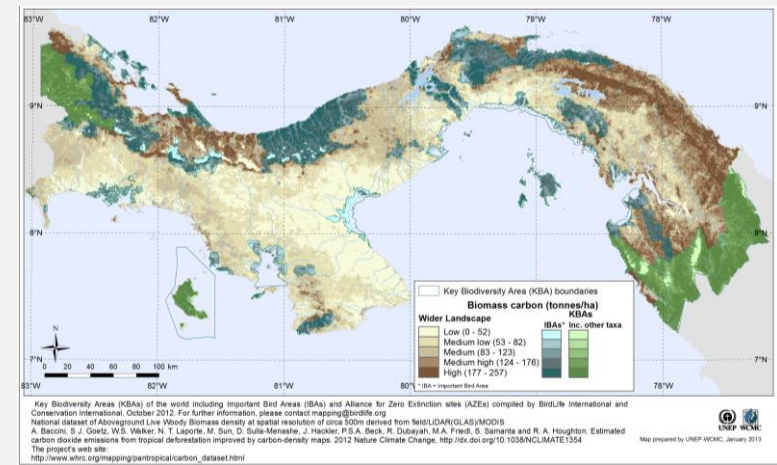 83°W 82°W 81°W 80°W 79°W 78°W
9°N 9°N
8°N 8°N
7°N 7°N
N
0 20 40 60 80 100 km
83°W 82°W 78°W
Key Biodiversity Area (KBA) boundaries
Biomass carbon (tonnes/ha)
Wider Landscape IBAs* KBAs Inc. other taxa
Low (0 - 52)
Medium low (53 - 82)
Medium (83 - 123)
Medium high (124 - 176)
High (177 - 257)
* IBA = Important Bird Area
Key Biodiversity Areas (KBAs) of the world including Important Bird Areas (IBAs) and Alliance for Zero Extinction sites (AZEs) compiled by BirdLife International and
Conservation International, October 2012. For further information, please contact mapping@birdlife.org
National dataset of Aboveground Live Woody Biomass density at spatial resolution of circa 500m derived from field/LiDAR(GLAS)/MODIS
A. Baccini, S J. Goetz, W.S. Walker, N. T. Laporte, M. Sun, D. Sulla-Menashe, J. Hackler, P.S.A. Beck, R. Dubayah, M.A. Friedl, S. Samanta and R. A. Houghton. Estimated
carbon dioxide emissions from tropical deforestation improved by carbon-density maps. 2012 Nature Climate Change, http://dx.doi.org/10.1038/NCLIMATE1354
The project's web site:
http://www.whrc.org/mapping/pantropical/carbon_dataset.html
UNEP WCMC
Map prepared by UNEP-WCMC, January 2013